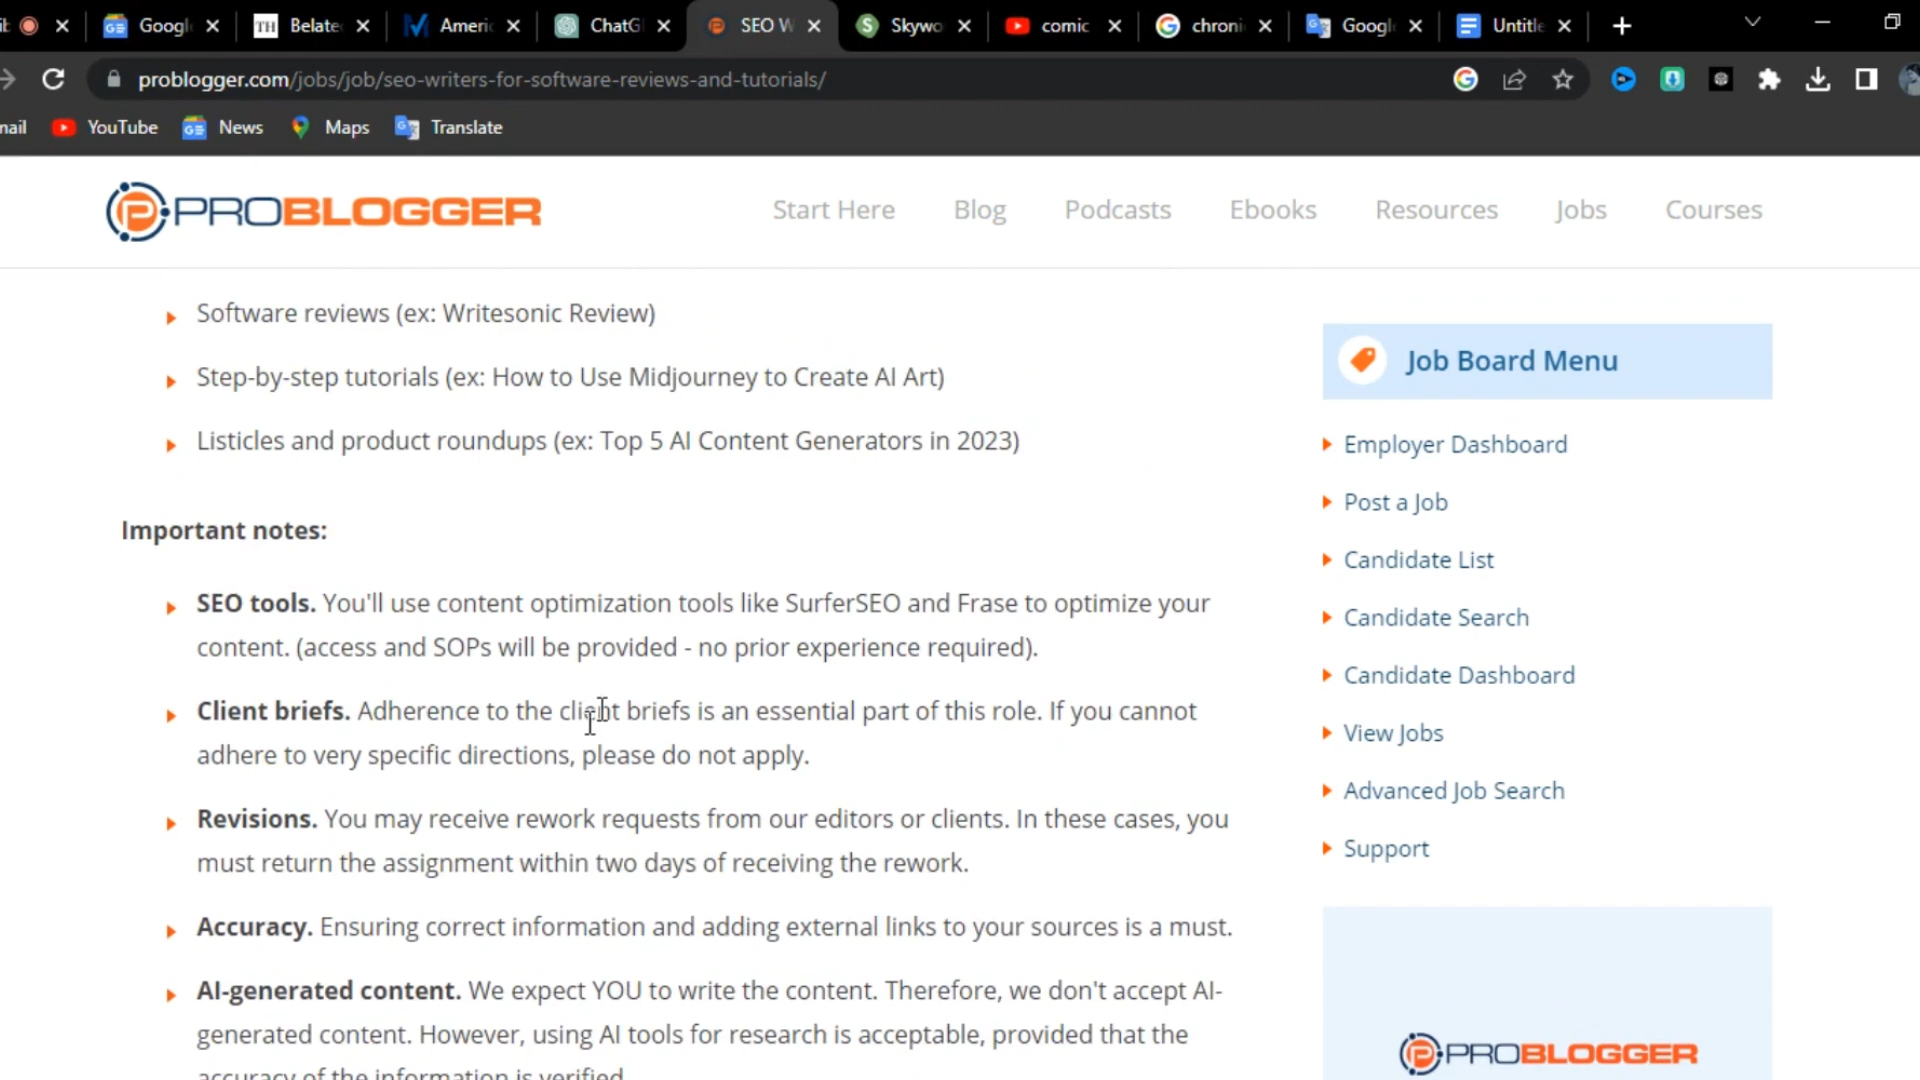 Googl
TH Belate
Ameri
ChatG
SEO W
Skywo
comic
chroni
Googl
Untitle
problogger.com/jobs/job/seo-writers-for-software-reviews-and-tutorials/
mail
YouTube
News
Maps
Translate
PROBLOGGER
Start Here
Blog
Podcasts
Ebooks
Resources
Jobs
Courses
Software reviews (ex: Writesonic Review)
Step-by-step tutorials (ex: How to Use Midjourney to Create AI Art)
Listicles and product roundups (ex: Top 5 AI Content Generators in 2023)
Important notes:
SEO tools. You'll use content optimization tools like SurferSEO and Frase to optimize your
content. (access and SOPs will be provided - no prior experience required).
Client briefs. Adherence to the client briefs is an essential part of this role. If you cannot
adhere to very specific directions, please do not apply.
Revisions. You may receive rework requests from our editors or clients. In these cases, you
must return the assignment within two days of receiving the rework.
Accuracy. Ensuring correct information and adding external links to your sources is a must.
AI-generated content. We expect YOU to write the content. Therefore, we don't accept AI-
generated content. However, using AI tools for research is acceptable, provided that the
accuracy of the information is verified.
Job Board Menu
Employer Dashboard
Post a Job
Candidate List
Candidate Search
Candidate Dashboard
View Jobs
Advanced Job Search
Support
PROBLOGGER